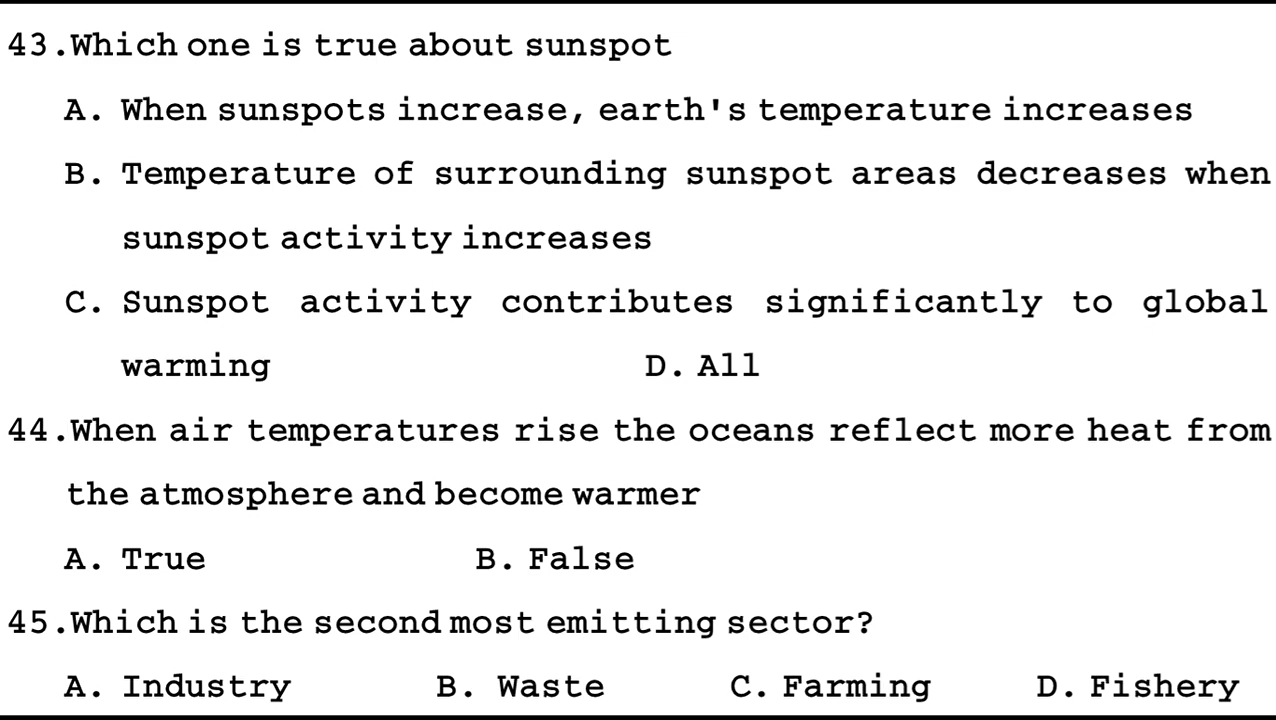 43.Which one is true about sunspot
A. When sunspots increase, earth's temperature increases
B. Temperature of surrounding sunspot areas decreases when
sunspot activity increases
C. Sunspot activity contributes significantly to global
warming D. All
44.When air temperatures rise the oceans reflect more heat from
the atmosphere and become warmer
A. True B. False
45.Which is the second most emitting sector?
A. Industry B. Waste C. Farming D. Fishery